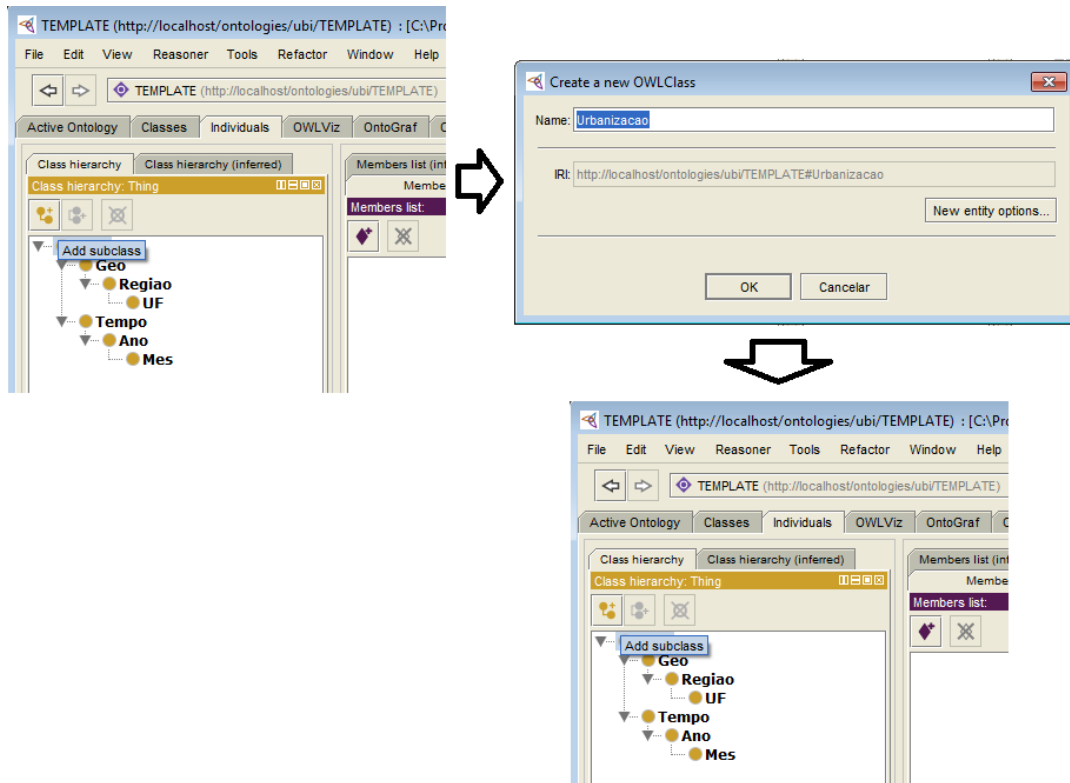 TEMPLATE (http://localhost/ontologies/ubi/TEMPLATE) : [C:\Pro
File Edit View Reasoner Tools Refactor Window Help
TEMPLATE (http://localhost/ontologies/ubi/TEMPLATE)
Active Ontology Classes Individuals OWLViz OntoGraf
Class hierarchy Class hierarchy (inferred) Members list (inf
Class hierarchy: Thing Membe
Members list:
Add subclass
Geo
Regiao
UF
Tempo
Ano
Mes
Create a new OWLClass
Name: Urbanizacao
IRI: http://localhost/ontologies/ubi/TEMPLATE#Urbanizacao
New entity options...
OK Cancelar
TEMPLATE (http://localhost/ontologies/ubi/TEMPLATE) : [C:\Pro
File Edit View Reasoner Tools Refactor Window Help
TEMPLATE (http://localhost/ontologies/ubi/TEMPLATE)
Active Ontology Classes Individuals OWLViz OntoGraf
Class hierarchy Class hierarchy (inferred) Members list (inf
Class hierarchy: Thing Membe
Members list:
Add subclass
Geo
Regiao
UF
Tempo
Ano
Mes